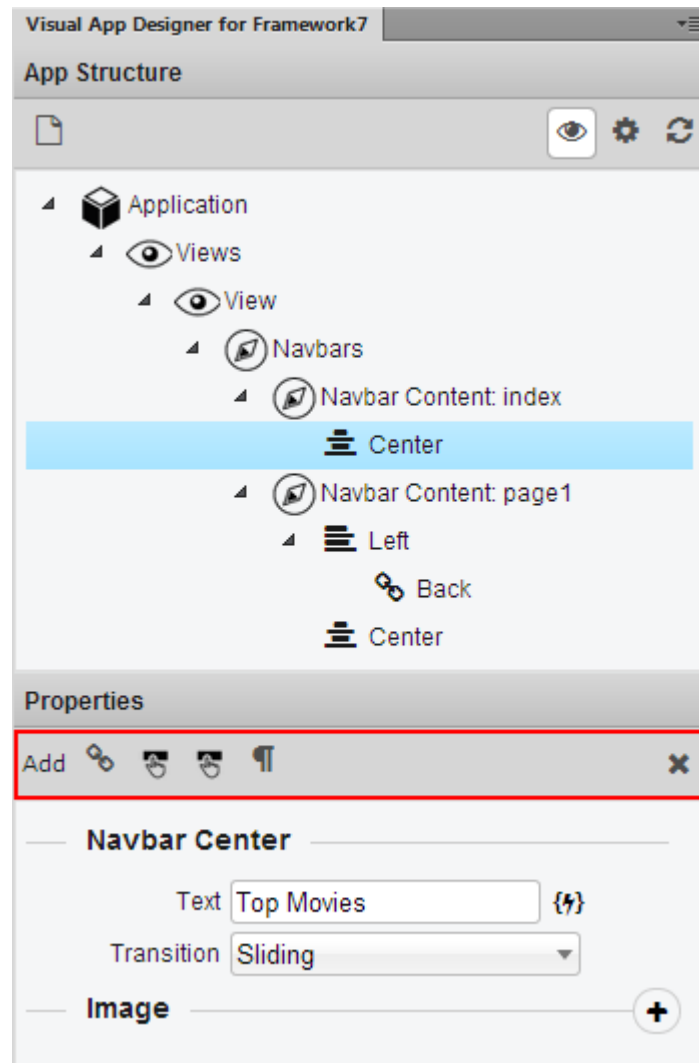 Visual App Designer for Framework7
App Structure
Application
Views
View
Navbars
Navbar Content: index
Center
Navbar Content: page1
Left
Back
Center
Properties
Add
Navbar Center
Text Top Movies
Transition Sliding
Image